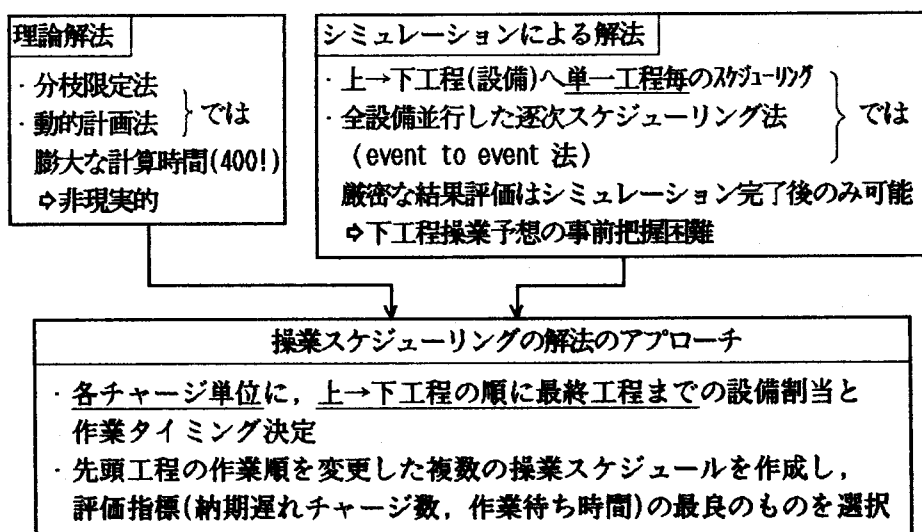 理論解法
・分枝限定法
・動的計画法
では
膨大な計算時間(400!)
⇨非現実的
シミュレーションによる解法
・上→下工程(設備)へ単一工程毎のスケジューリング
・全設備並行した逐次スケジューリング法
(event to event 法)
では
厳密な結果評価はシミュレーション完了後のみ可能
⇨下工程操業予想の事前把握困難
操業スケジューリングの解法のアプローチ
・各チャージ単位に，上→下工程の順に最終工程までの設備割当と
作業タイミング決定
・先頭工程の作業順を変更した複数の操業スケジュールを作成し，
評価指標(納期遅れチャージ数，作業待ち時間)の最良のものを選択